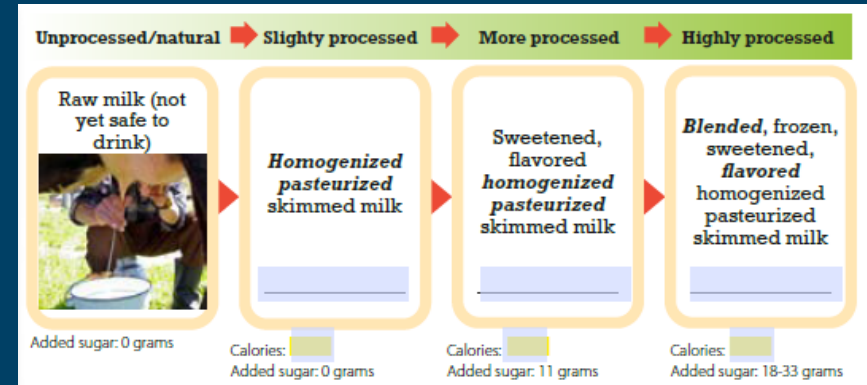 Unprocessed/natural
Slighty processed
More processed
Highly processed
Raw milk (not
yet safe to
drink)
Added sugar: 0 grams
Homogenized
pasteurized
skimmed milk
Calories:
Added sugar: 0 grams
Sweetened,
flavored
homogenized
pasteurized
skimmed milk
Calories:
Added sugar: 11 grams
Blended, frozen,
sweetened,
flavored
homogenized
pasteurized
skimmed milk
Calories:
Added sugar: 18-33 grams